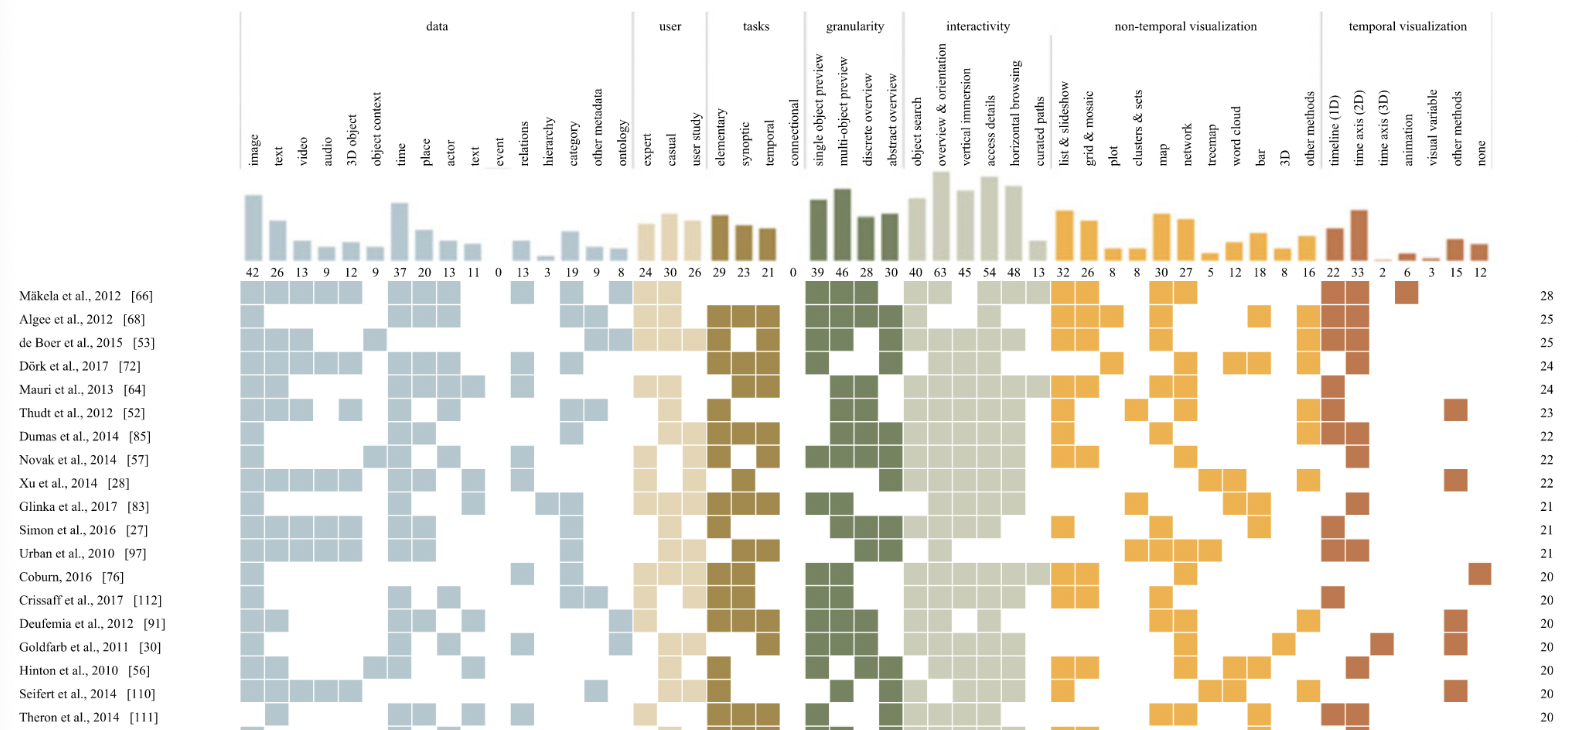 data user tasks granularity interactivity non-temporal visualization temporal visualization
image text video audio 3D object object context time place actor text event relations hierarchy category other metadata ontology expert casual user study elementary synoptic temporal connectional single object preview multi-object preview discrete overview abstract overview object search overview & orientation vertical immersion access details horizontal browsing curated paths list & slideshow grid & mosaic plot clusters & sets map network treemap word cloud bar 3D other methods timeline (1D) time axis (2D) time axis (3D) animation visual variable other methods none
42 26 13 9 12 9 37 20 13 11 0 13 3 19 9 8 24 30 26 29 23 21 0 39 46 28 30 40 63 45 54 48 13 32 26 8 8 30 27 5 12 18 8 16 22 33 2 6 3 15 12
Mäkela et al., 2012 [66] 28
Algee et al., 2012 [68] 25
de Boer et al., 2015 [53] 25
Dörk et al., 2017 [72] 24
Mauri et al., 2013 [64] 24
Thudt et al., 2012 [52] 23
Dumas et al., 2014 [85] 22
Novak et al., 2014 [57] 22
Xu et al., 2014 [28] 22
Glinka et al., 2017 [83] 21
Simon et al., 2016 [27] 21
Urban et al., 2010 [97] 21
Coburn, 2016 [76] 20
Crissaff et al., 2017 [112] 20
Deufemia et al., 2012 [91] 20
Goldfarb et al., 2011 [30] 20
Hinton et al., 2010 [56] 20
Seifert et al., 2014 [110] 20
Theron et al., 2014 [111] 20